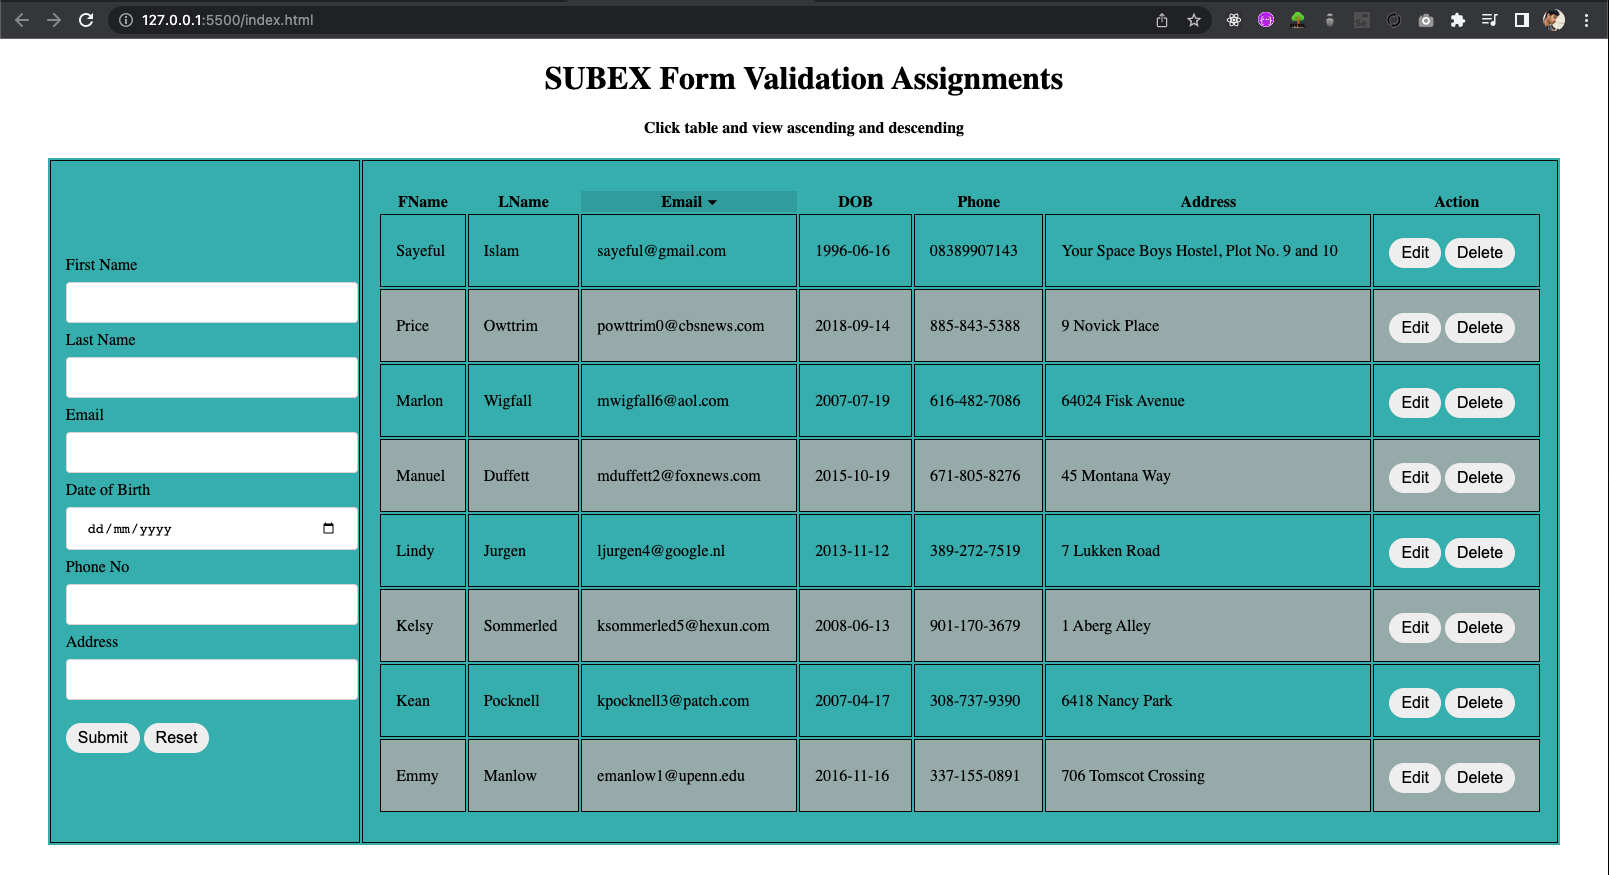 127.0.0.1:5500/index.html
SUBEX Form Validation Assignments
Click table and view ascending and descending
First Name
Last Name
Email
Date of Birth
dd/mm/yyyy
Phone No
Address
Submit Reset
FName LName Email DOB Phone Address Action
Sayeful Islam sayeful@gmail.com 1996-06-16 08389907143 Your Space Boys Hostel, Plot No. 9 and 10 Edit Delete
Price Owttrim powttrim0@cbsnews.com 2018-09-14 885-843-5388 9 Novick Place Edit Delete
Marlon Wigfall mwigfall6@aol.com 2007-07-19 616-482-7086 64024 Fisk Avenue Edit Delete
Manuel Duffett mduffett2@foxnews.com 2015-10-19 671-805-8276 45 Montana Way Edit Delete
Lindy Jurgen ljurgen4@google.nl 2013-11-12 389-272-7519 7 Lukken Road Edit Delete
Kelsy Sommerled ksommerled5@hexun.com 2008-06-13 901-170-3679 1 Aberg Alley Edit Delete
Kean Pocknell kpocknell3@patch.com 2007-04-17 308-737-9390 6418 Nancy Park Edit Delete
Emmy Manlow emanlow1@upenn.edu 2016-11-16 337-155-0891 706 Tomscot Crossing Edit Delete